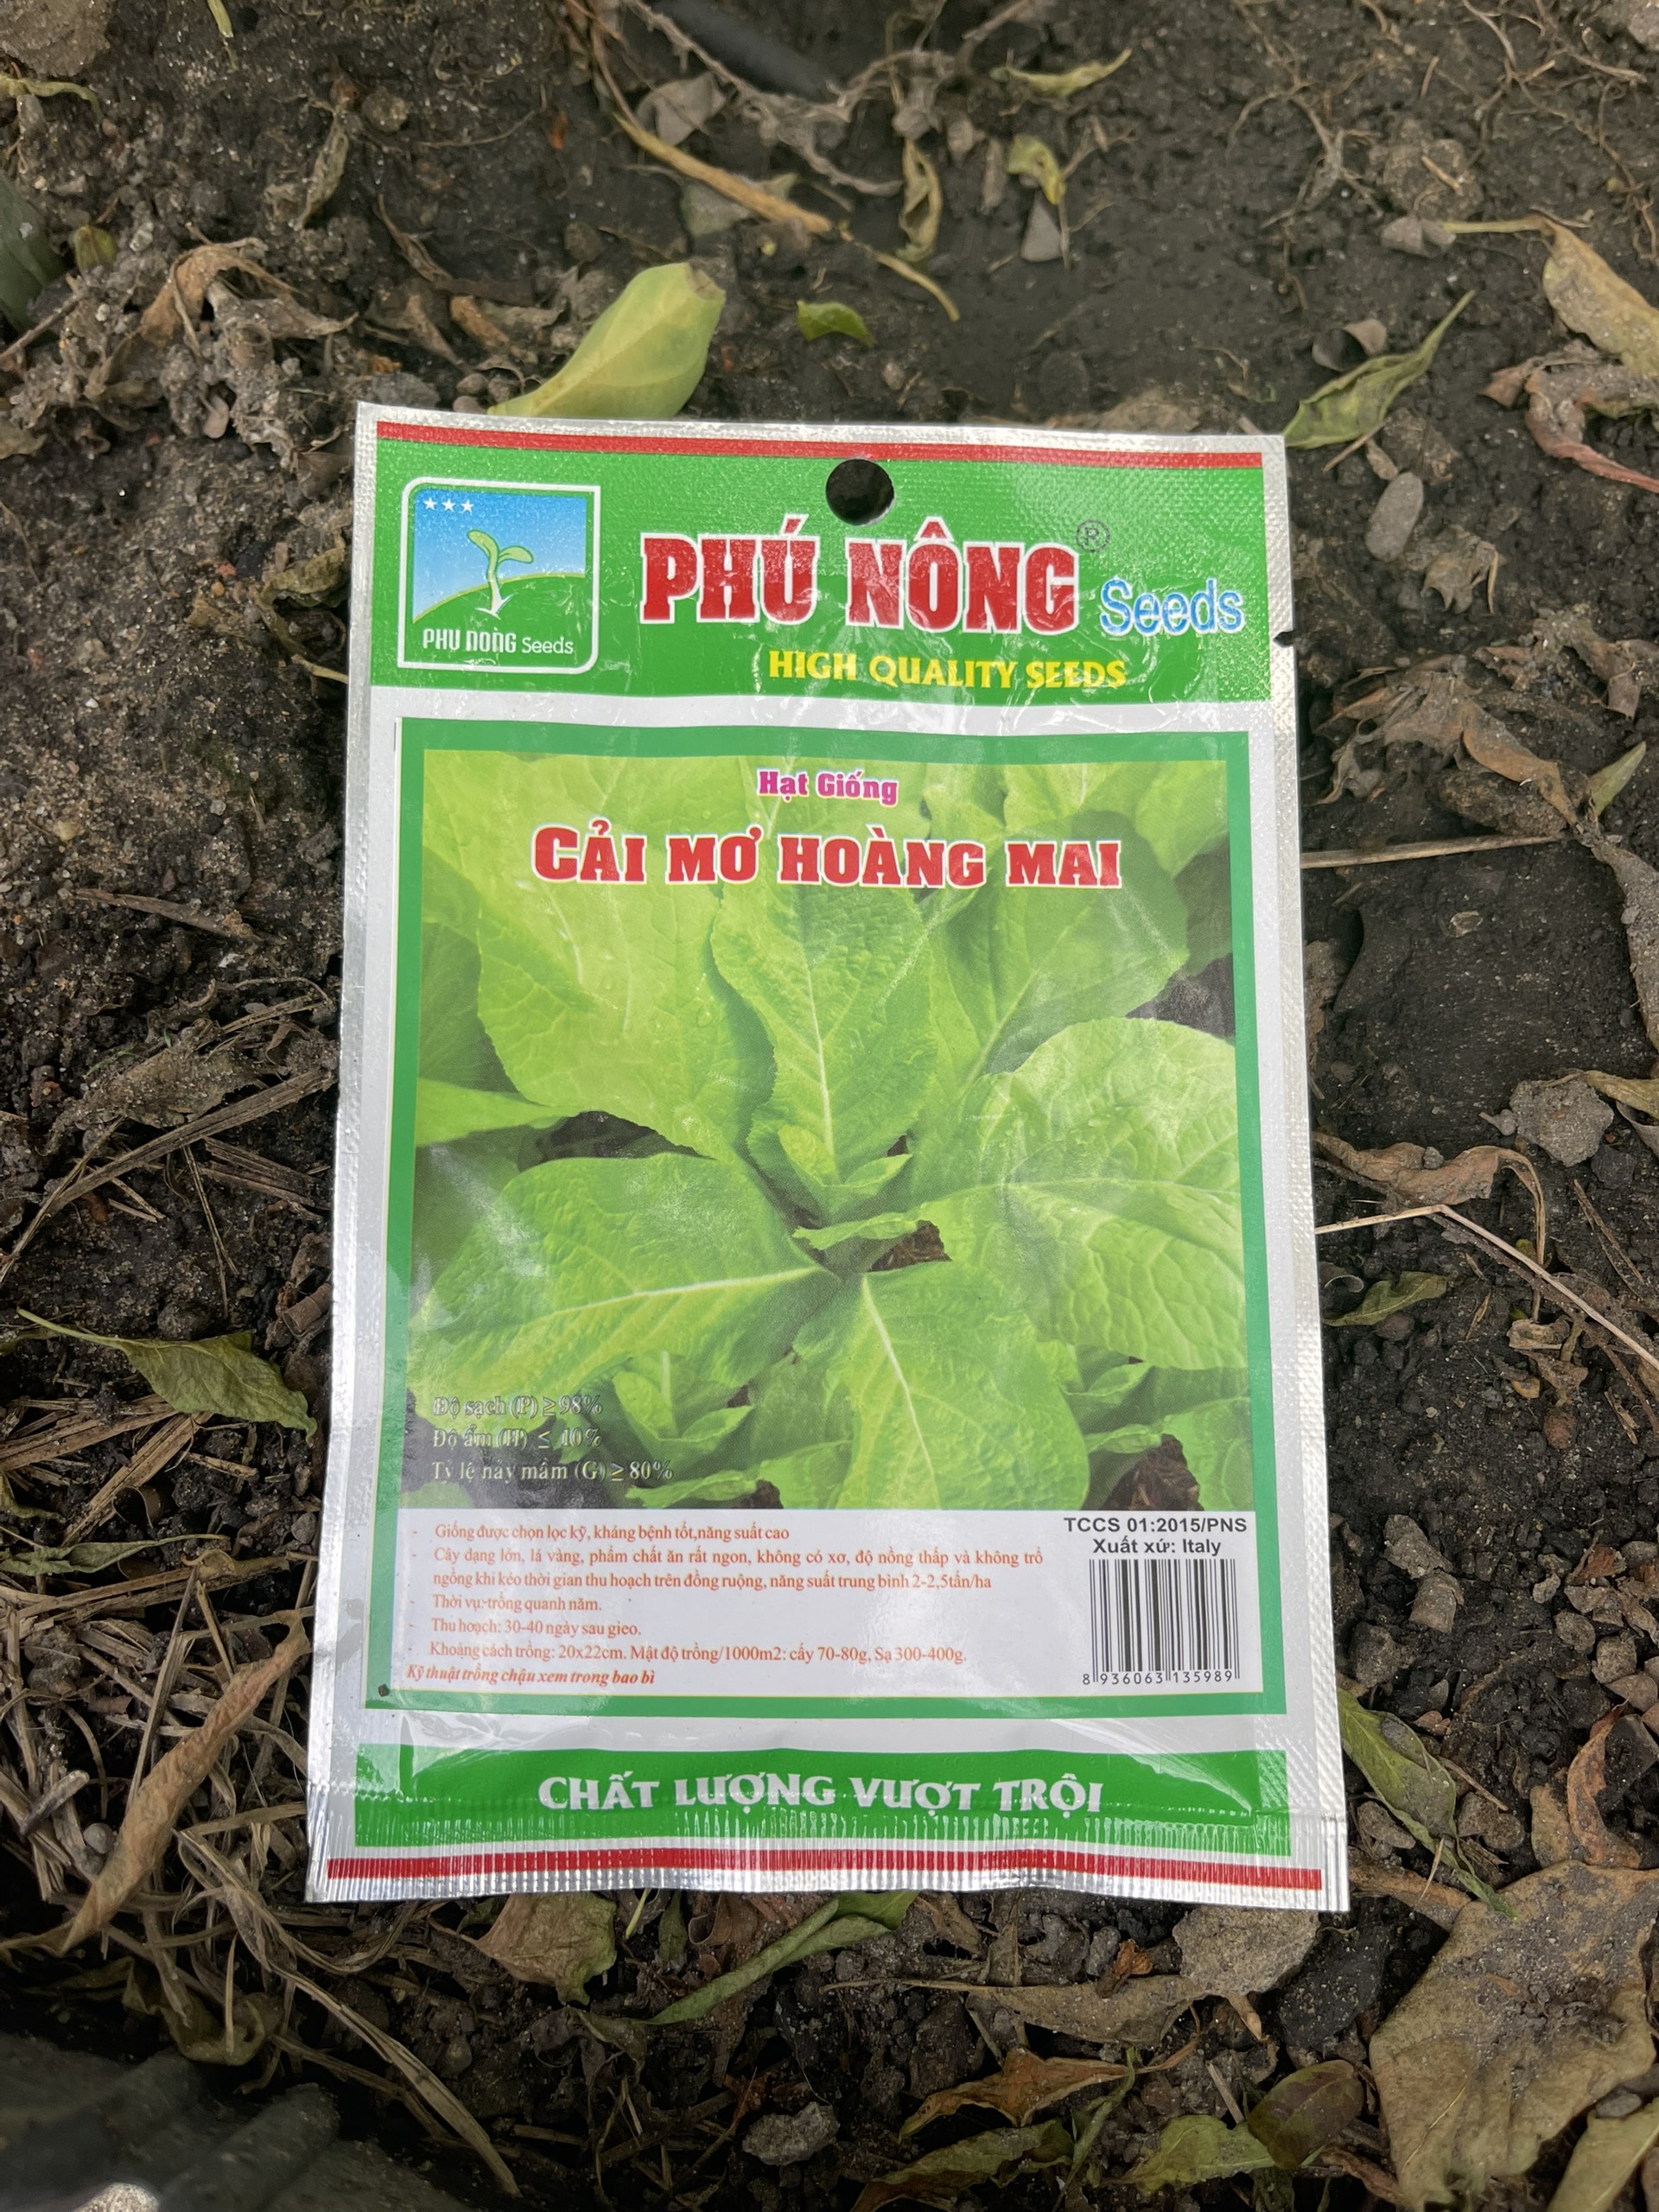 PHU NONG Seeds
PHÚ NÔNG® Seeds
HIGH QUALITY SEEDS
Hạt Giống
CẢI MƠ HOÀNG MAI
Độ sạch (P) ≥ 98%
Độ ẩm (H) ≤ 10%
Tỷ lệ nảy mầm (G) ≥ 80%
- Giống được chọn lọc kỹ, kháng bệnh tốt,năng suất cao
- Cây dạng lớn, lá vàng, phẩm chất ăn rất ngon, không có xơ, độ nồng thấp và không trổ
ngồng khi kéo thời gian thu hoạch trên đồng ruộng, năng suất trung bình 2-2,5tấn/ha
- Thời vụ:trồng quanh năm.
- Thu hoạch: 30-40 ngày sau gieo.
- Khoảng cách trồng: 20x22cm. Mật độ trồng/1000m2: cấy 70-80g, Sạ 300-400g.
Kỹ thuật trồng chậu xem trong bao bì
TCCS 01:2015/PNS
Xuất xứ: Italy
8 936063 135989
CHẤT LƯỢNG VƯỢT TRỘI